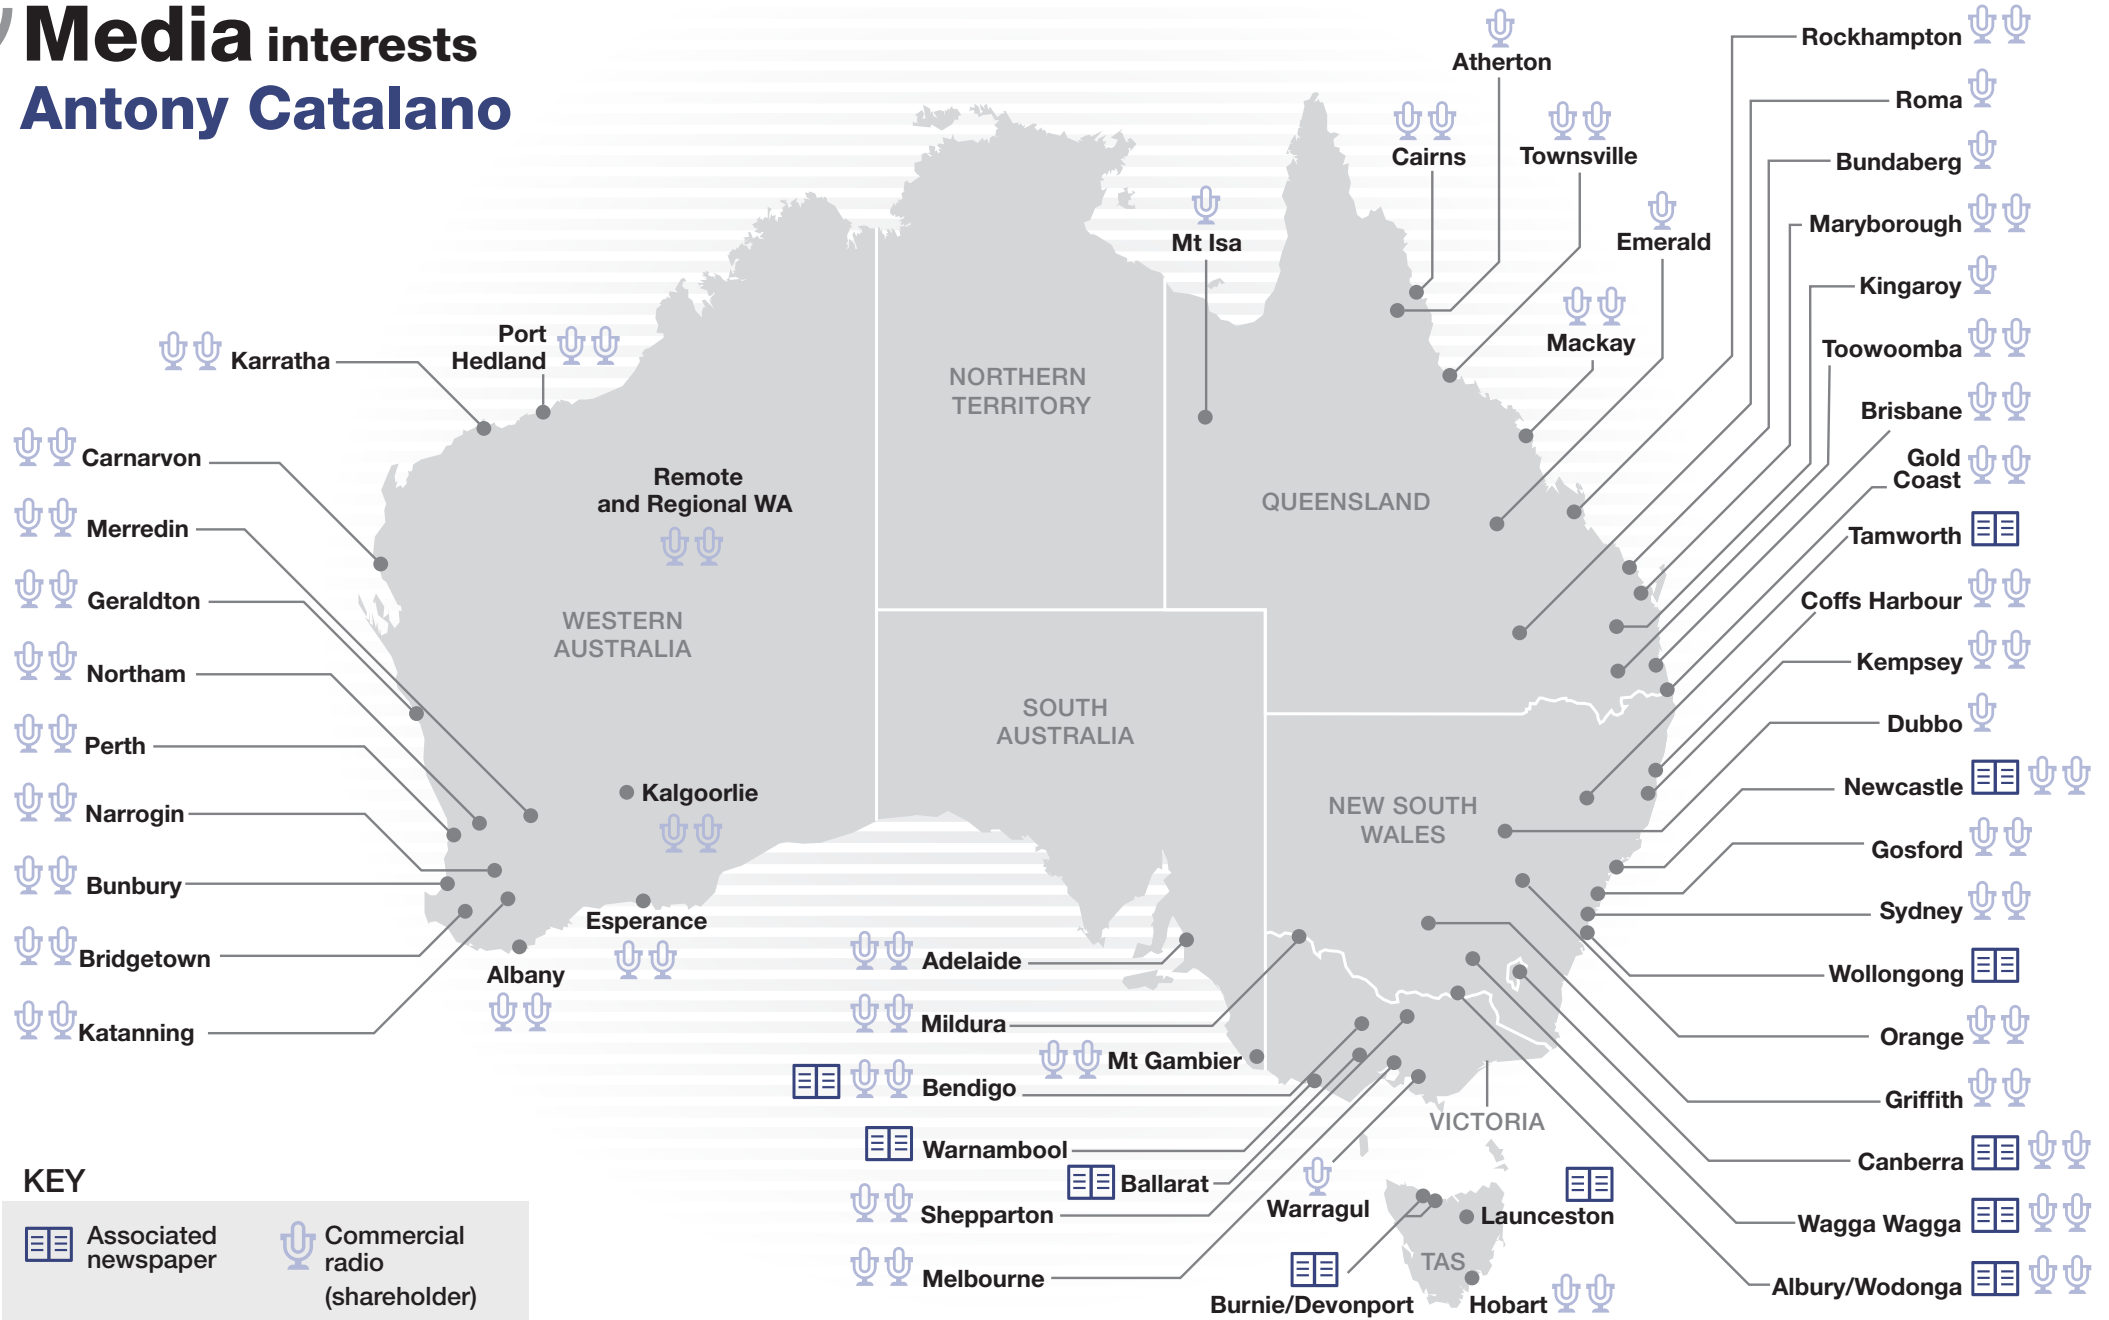 Media interests
Antony Catalano
Atherton
Cairns
Townsville
Mt Isa
Emerald
Mackay
Rockhampton
Roma
Bundaberg
Maryborough
Kingaroy
Toowoomba
Brisbane
Gold
Coast
Tamworth
Coffs Harbour
Kempsey
Dubbo
Newcastle
Gosford
Sydney
Wollongong
Orange
Griffith
Canberra
Wagga Wagga
Albury/Wodonga
Port
Hedland
Karratha
Carnarvon
Merredin
Geraldton
Northam
Perth
Narrogin
Bunbury
Bridgetown
Katanning
Remote
and Regional WA
WESTERN
AUSTRALIA
Kalgoorlie
Esperance
Albany
NORTHERN
TERRITORY
QUEENSLAND
SOUTH
AUSTRALIA
NEW SOUTH
WALES
Adelaide
Mildura
Mt Gambier
Bendigo
Warnambool
Ballarat
Shepparton
Melbourne
VICTORIA
Warragul
Launceston
TAS
Burnie/Devonport
Hobart
KEY
Associated
newspaper
Commercial
radio
(shareholder)